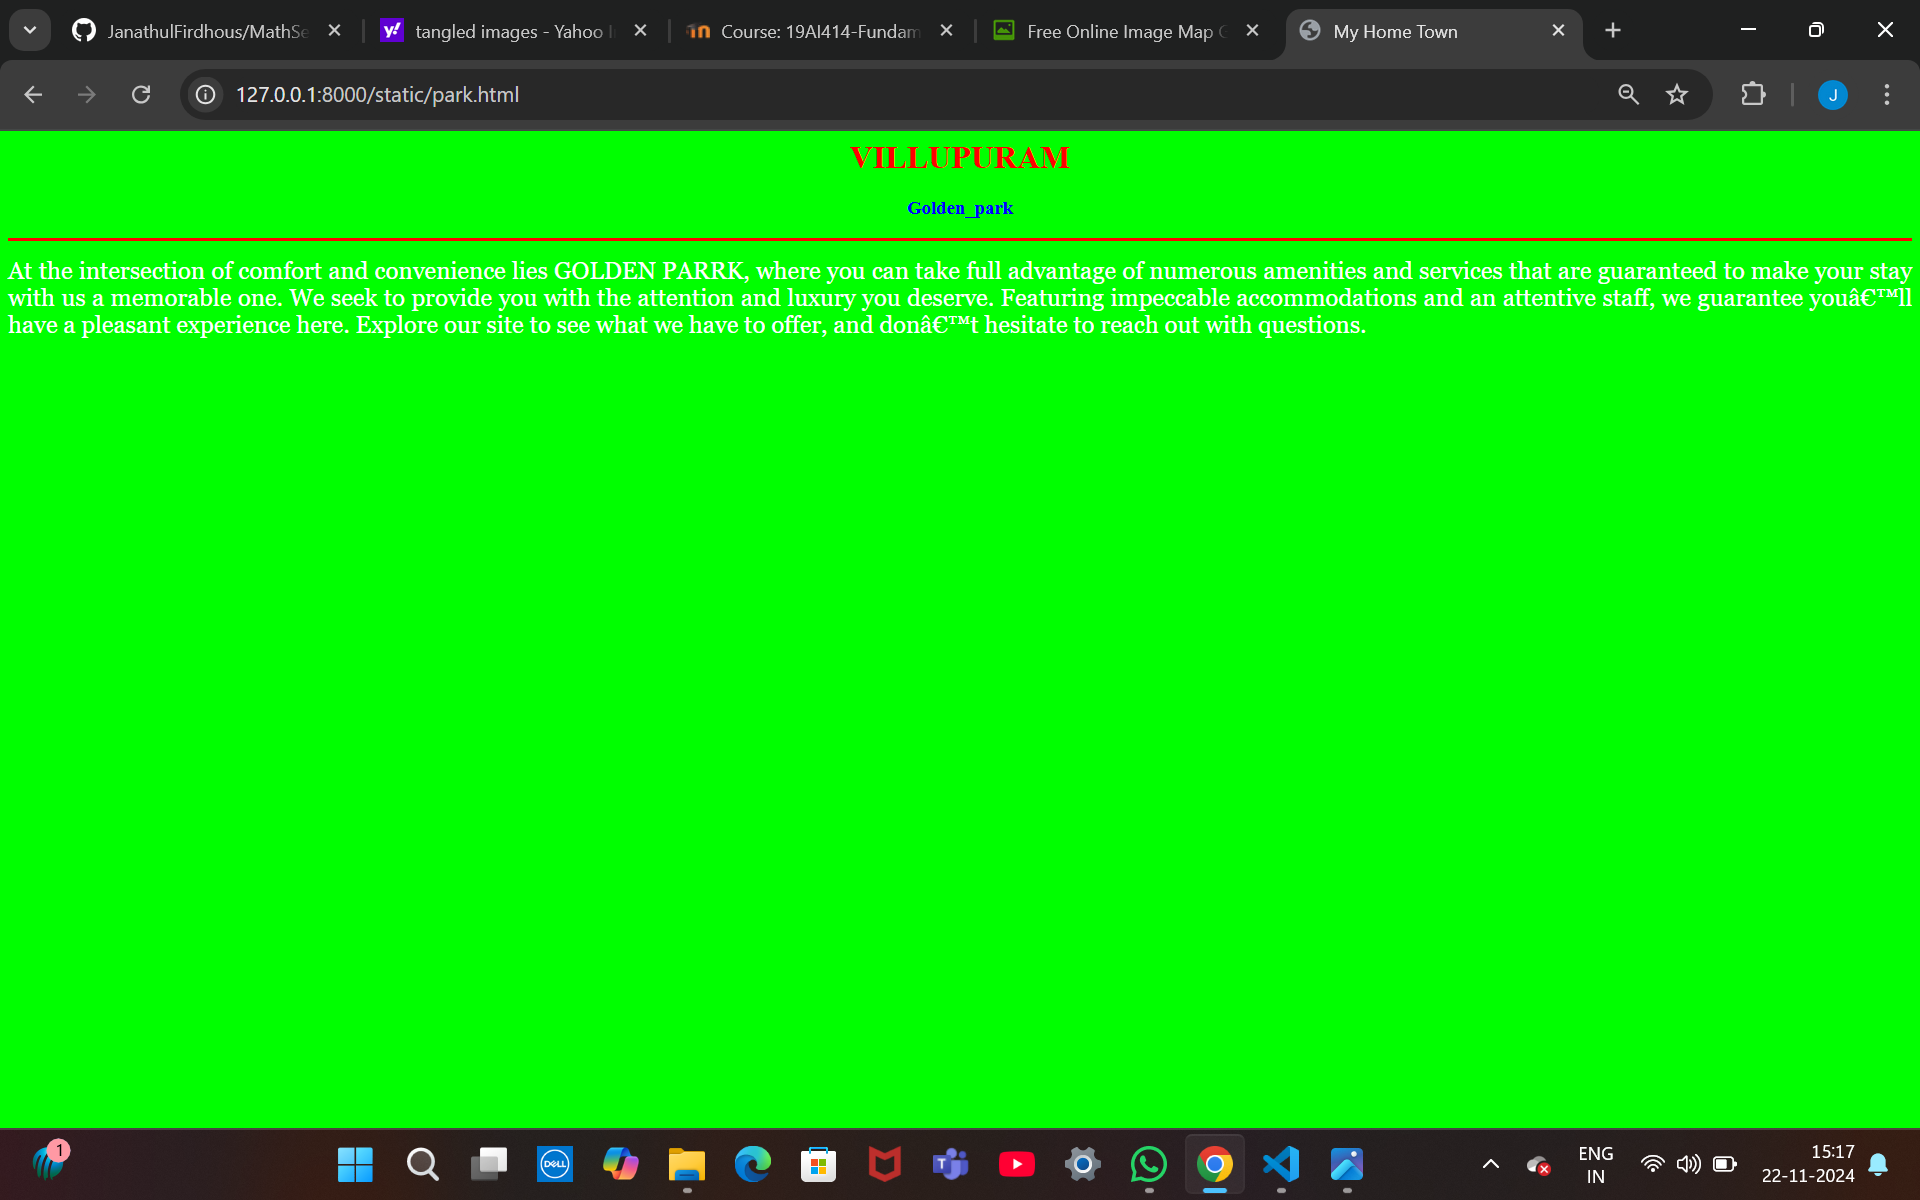 JanathulFirdhous/MathSe
tangled images - Yahoo I
Course: 19AI414-Fundam
Free Online Image Map G
My Home Town
127.0.0.1:8000/static/park.html
J
VILLUPURAM
Golden_park
At the intersection of comfort and convenience lies GOLDEN PARRK, where you can take full advantage of numerous amenities and services that are guaranteed to make your stay
with us a memorable one. We seek to provide you with the attention and luxury you deserve. Featuring impeccable accommodations and an attentive staff, we guarantee youâ€™ll
have a pleasant experience here. Explore our site to see what we have to offer, and donâ€™t hesitate to reach out with questions.
1
DELL
ENG
IN
15:17
22-11-2024